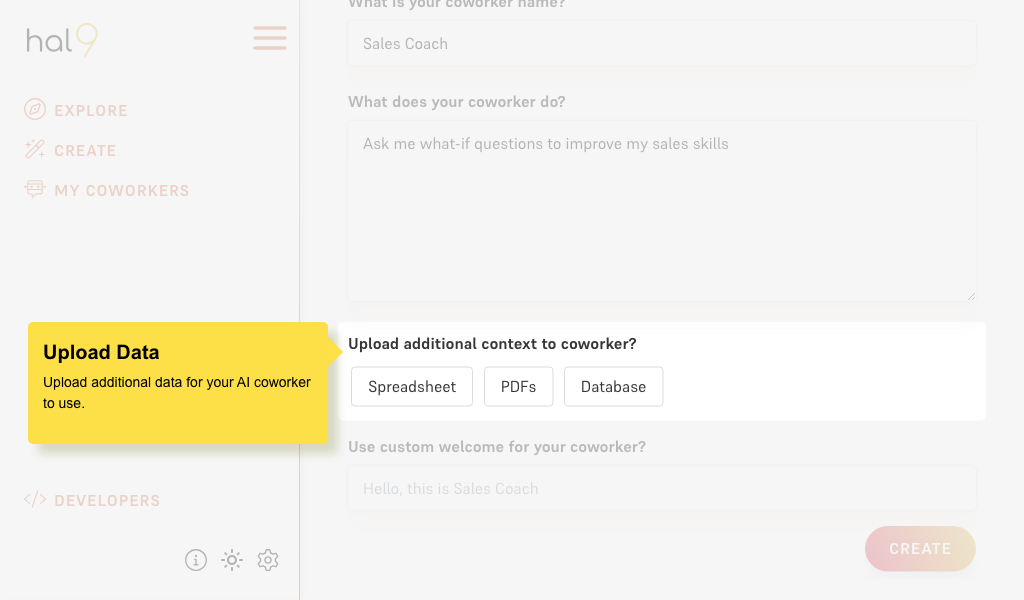 What is your coworker name?
hal9
Sales Coach
What does your coworker do?
EXPLORE
Ask me what-if questions to improve my sales skills
CREATE
MY COWORKERS
Upload Data
Upload additional data for your AI coworker
to use.
Upload additional context to coworker?
Spreadsheet PDFs Database
Use custom welcome for your coworker?
Hello, this is Sales Coach
DEVELOPERS
CREATE